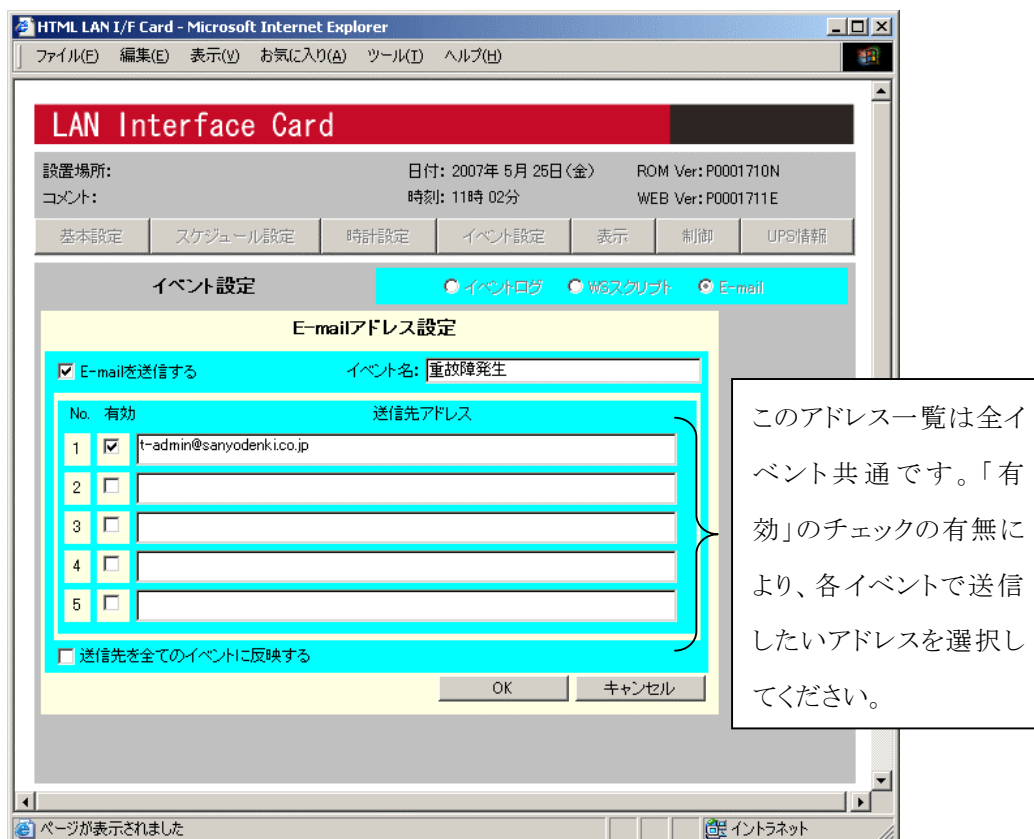 HTML LAN I/F Card - Microsoft Internet Explorer
ファイル(F) 編集(E) 表示(V) お気に入り(A) ツール(T) ヘルプ(H)
LAN Interface Card
設置場所: 日付: 2007年 5月 25日(金) ROM Ver: P0001710N
コメント: 時刻: 11時 02分 WEB Ver: P0001711E
基本設定 スケジュール設定 時計設定 イベント設定 表示 制御 UPS情報
イベント設定 イベントログ WGスクリプト E-mail
E-mailアドレス設定
E-mailを送信する イベント名: 重故障発生
No. 有効 送信先アドレス
1 t-admin@sanyodenki.co.jp
2
3
4
5
送信先を全てのイベントに反映する
OK キャンセル
このアドレス一覧は全イ
ベント共通です。「有
効」のチェックの有無に
より、各イベントで送信
したいアドレスを選択し
てください。
ページが表示されました イントラネット